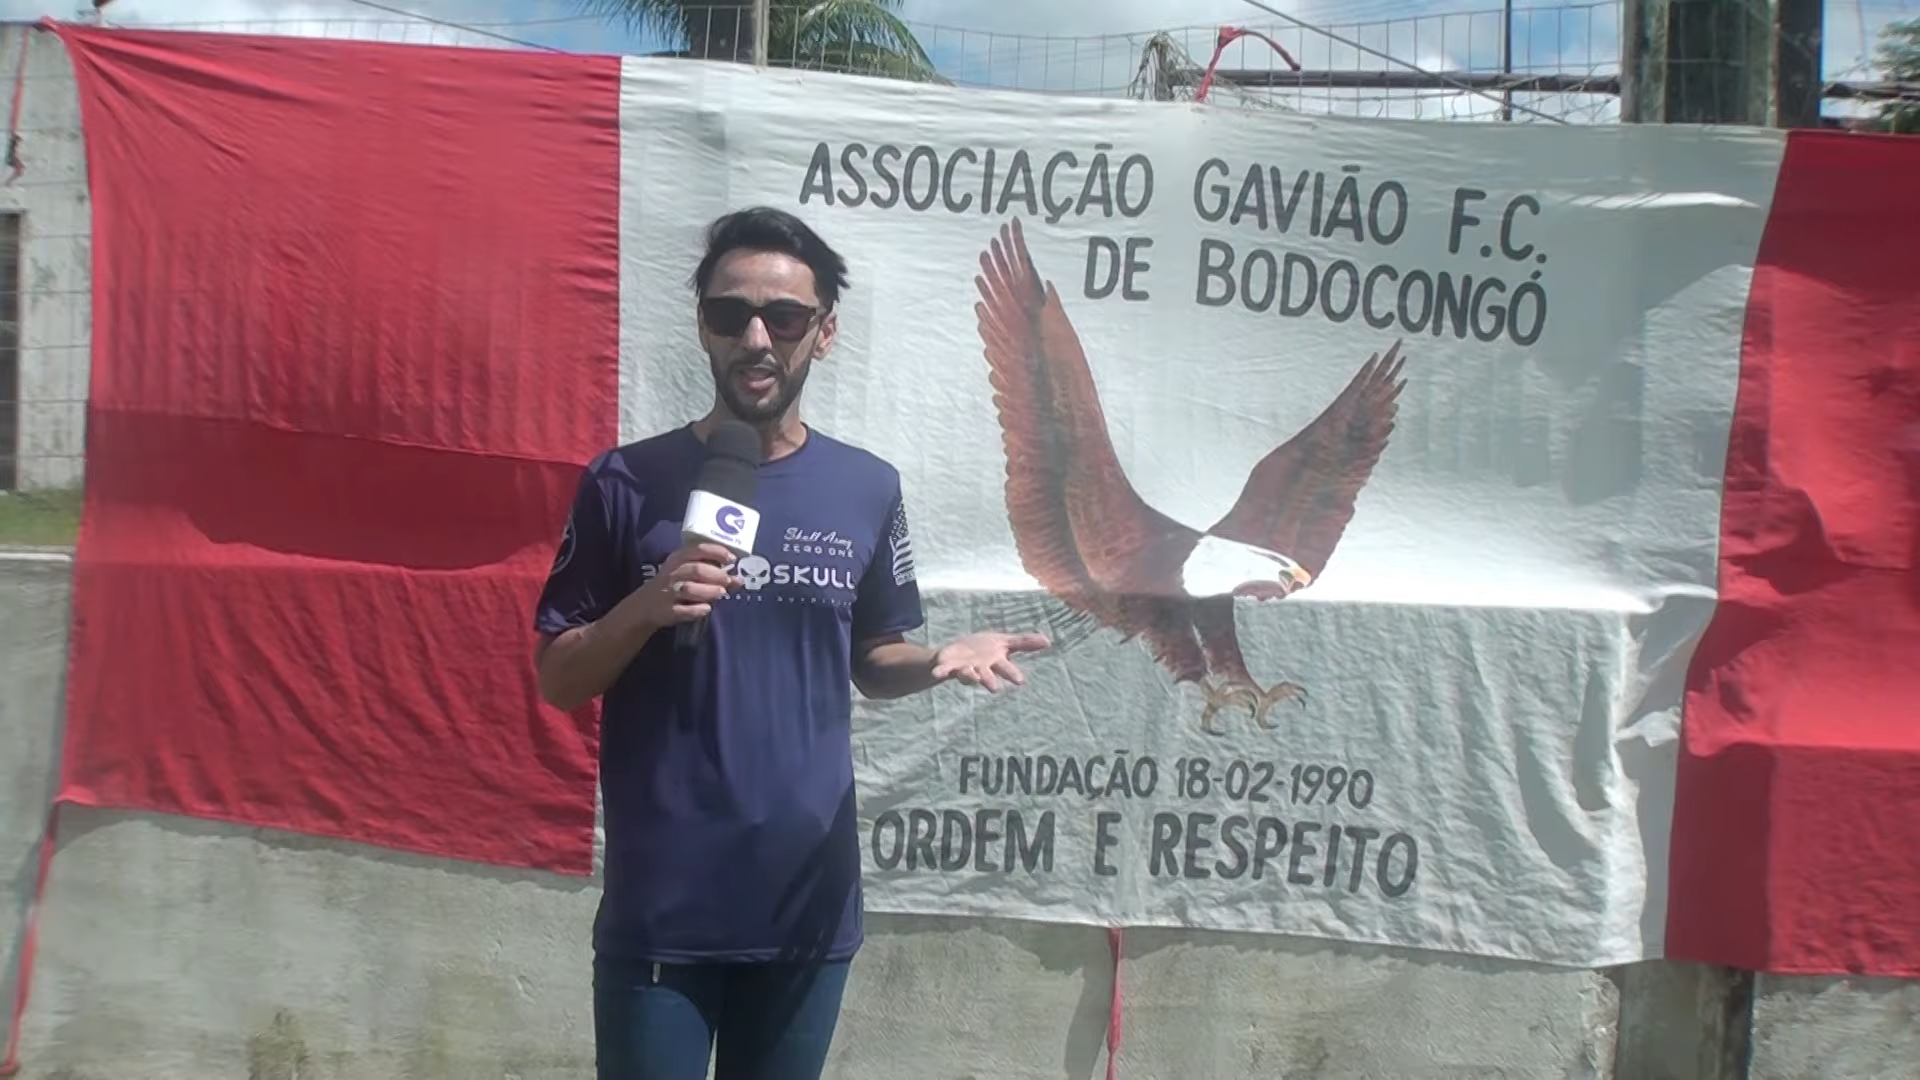 ASSOCIAÇÃO GAVIÃO F.C.
DE BODOCONGÓ
FUNDAÇÃO 18-02-1990
ORDEM E RESPEITO
Skull Army
ZERO ONE
SKULL